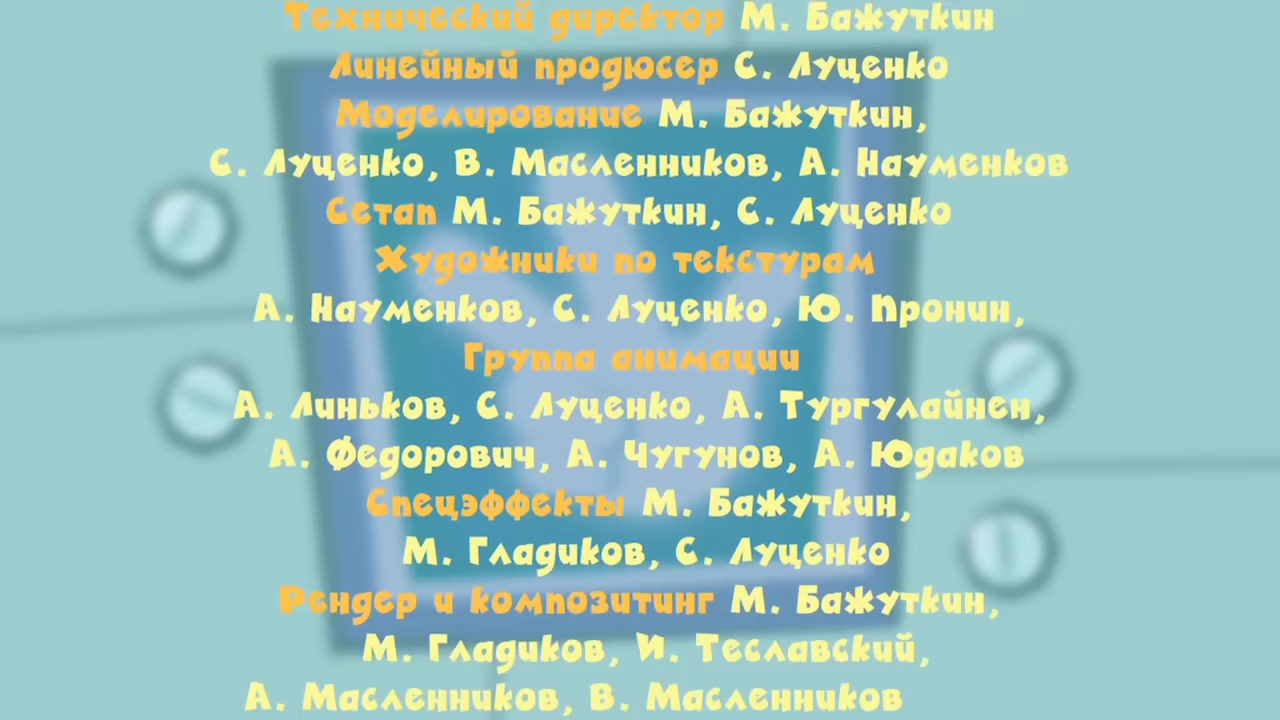 Технический директор М. Бажуткин
Линейный продюсер С. Луценко
Моделирование М. Бажуткин,
С. Луценко, В. Масленников, А. Науменков
Сетап М. Бажуткин, С. Луценко
Художники по текстурам
А. Науменков, С. Луценко, Ю. Пронин,
Группа анимации
А. Линьков, С. Луценко, А. Тургулайнен,
А. Федорович, А. Чугунов, А. Юдаков
Спецэффекты М. Бажуткин,
М. Гладиков, С. Луценко
Рендер и композитинг М. Бажуткин,
М. Гладиков, И. Теславский,
А. Масленников, В. Масленников